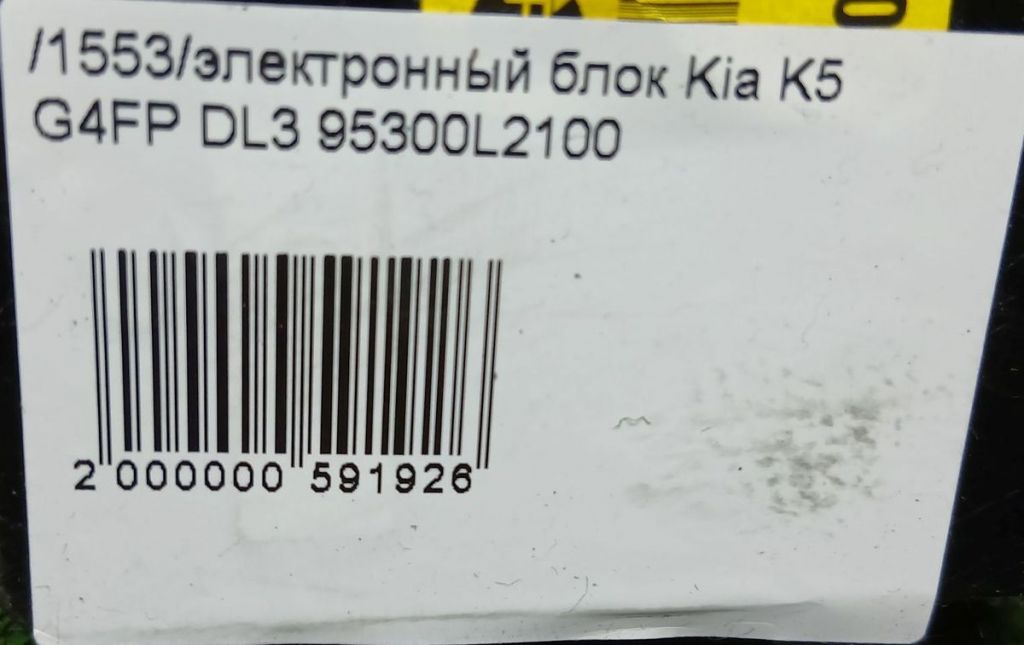 /1553/электронный блок Kia K5
G4FP DL3 95300L2100
2 000000 591926